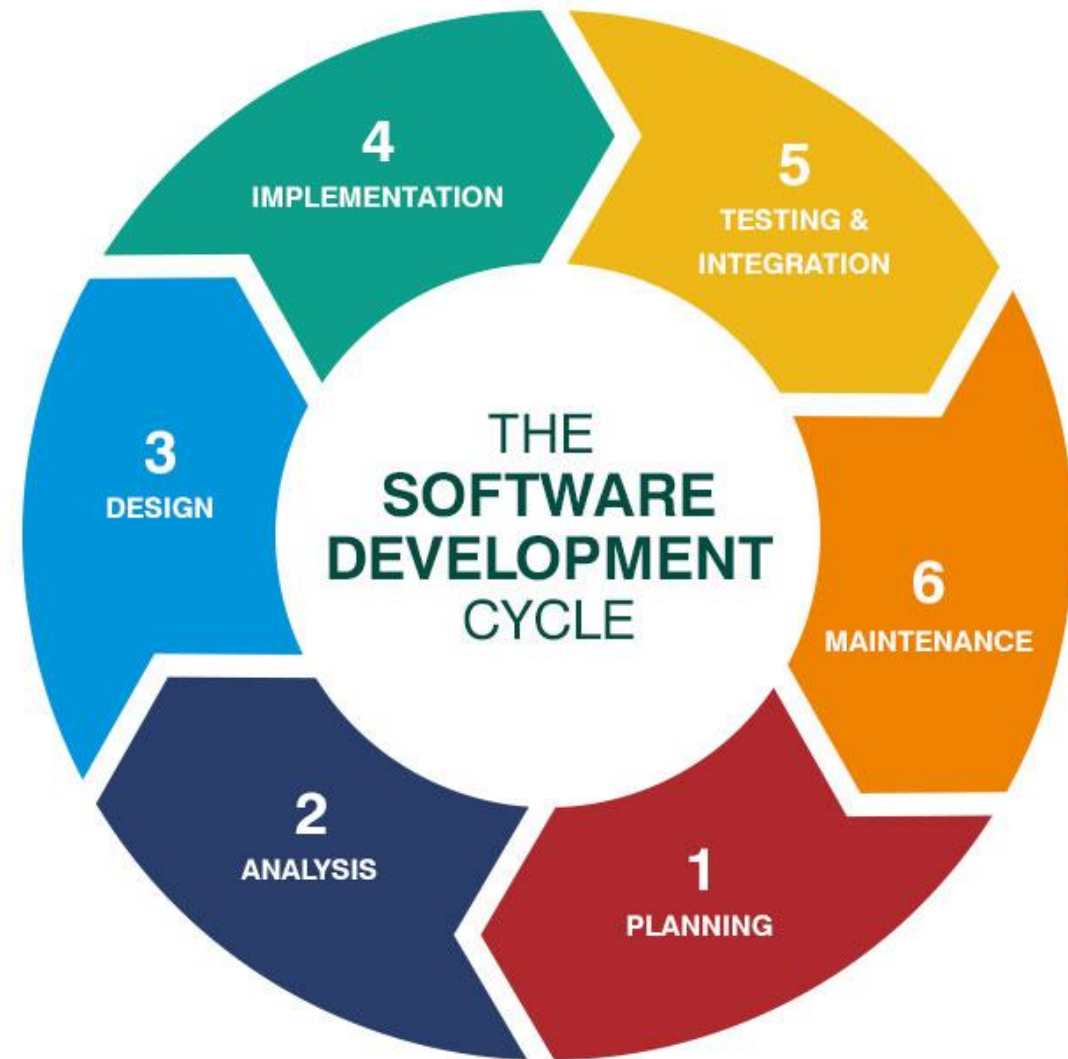 THE
SOFTWARE
DEVELOPMENT
CYCLE
1
PLANNING
2
ANALYSIS
3
DESIGN
4
IMPLEMENTATION
5
TESTING &
INTEGRATION
6
MAINTENANCE